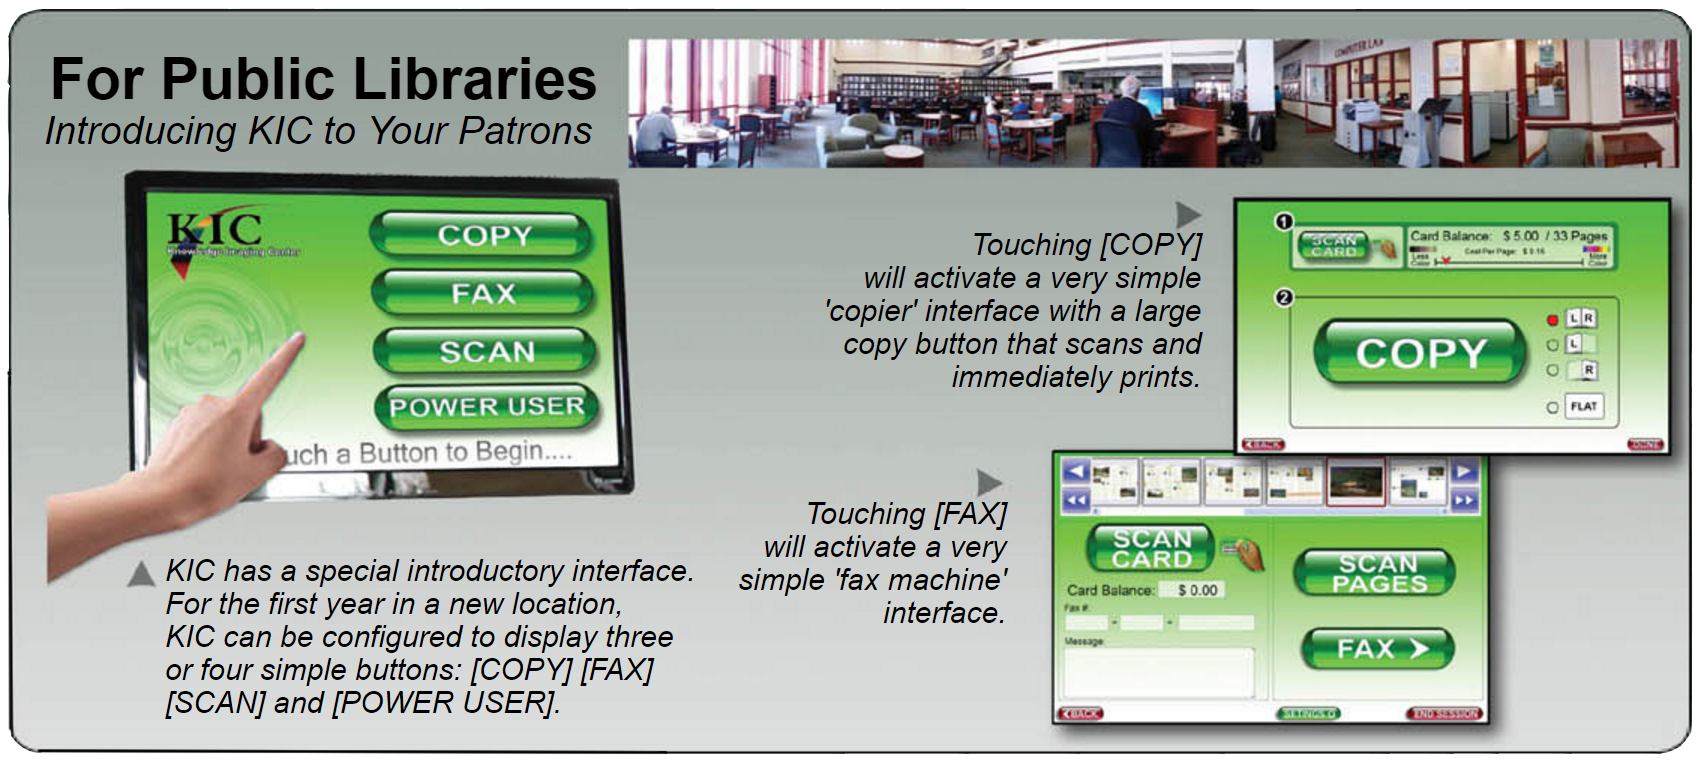 For Public Libraries
Introducing KIC to Your Patrons
COMPUTER LAB
KIC
Knowledge Imaging Center
COPY
FAX
SCAN
POWER USER
uch a Button to Begin....
KIC has a special introductory interface.
For the first year in a new location,
KIC can be configured to display three
or four simple buttons: [COPY] [FAX]
[SCAN] and [POWER USER].
Touching [COPY]
will activate a very simple
'copier' interface with a large
copy button that scans and
immediately prints.
1
SCAN
CARD
Card Balance: $ 5.00 / 33 Pages
Cost Per Page: $ 0.15
Less
Color
More
Color
2
COPY
L R
L
R
FLAT
BACK
DONE
Touching [FAX]
will activate a very
simple 'fax machine'
interface.
SCAN
CARD
Card Balance: $ 0.00
Fax #:
- -
Message:
SCAN
PAGES
FAX
BACK
SETINGS
END SESSION